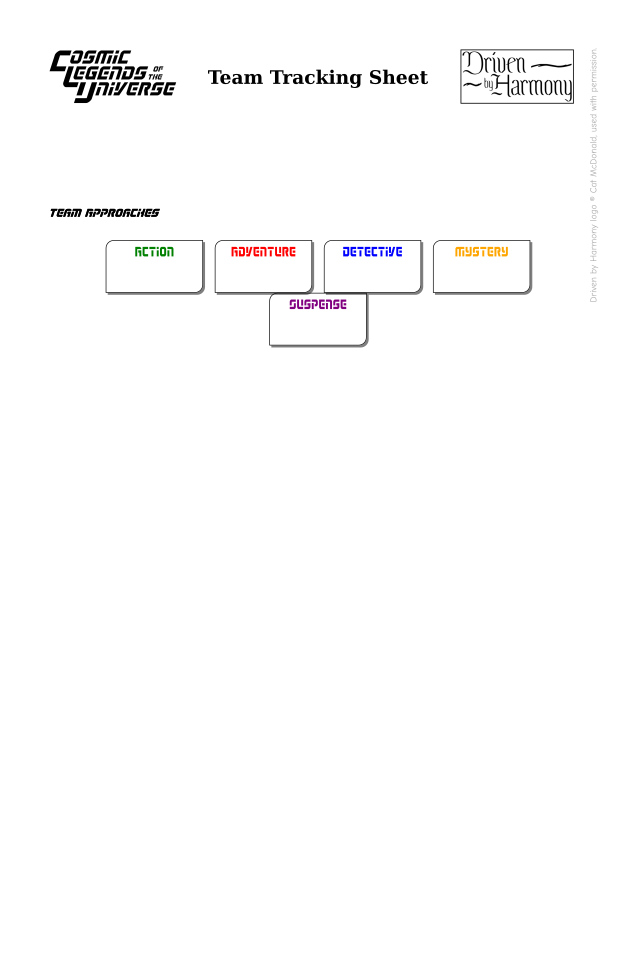 COSMIC
LEGENDS OF
THE
UNIVERSE
Team Tracking Sheet
Driven
by Harmony
Driven by Harmony logo ® Cat McDonald, used with permission.
TEAM APPROACHES
ACTION
ADVENTURE
DETECTIVE
MYSTERY
SUSPENSE